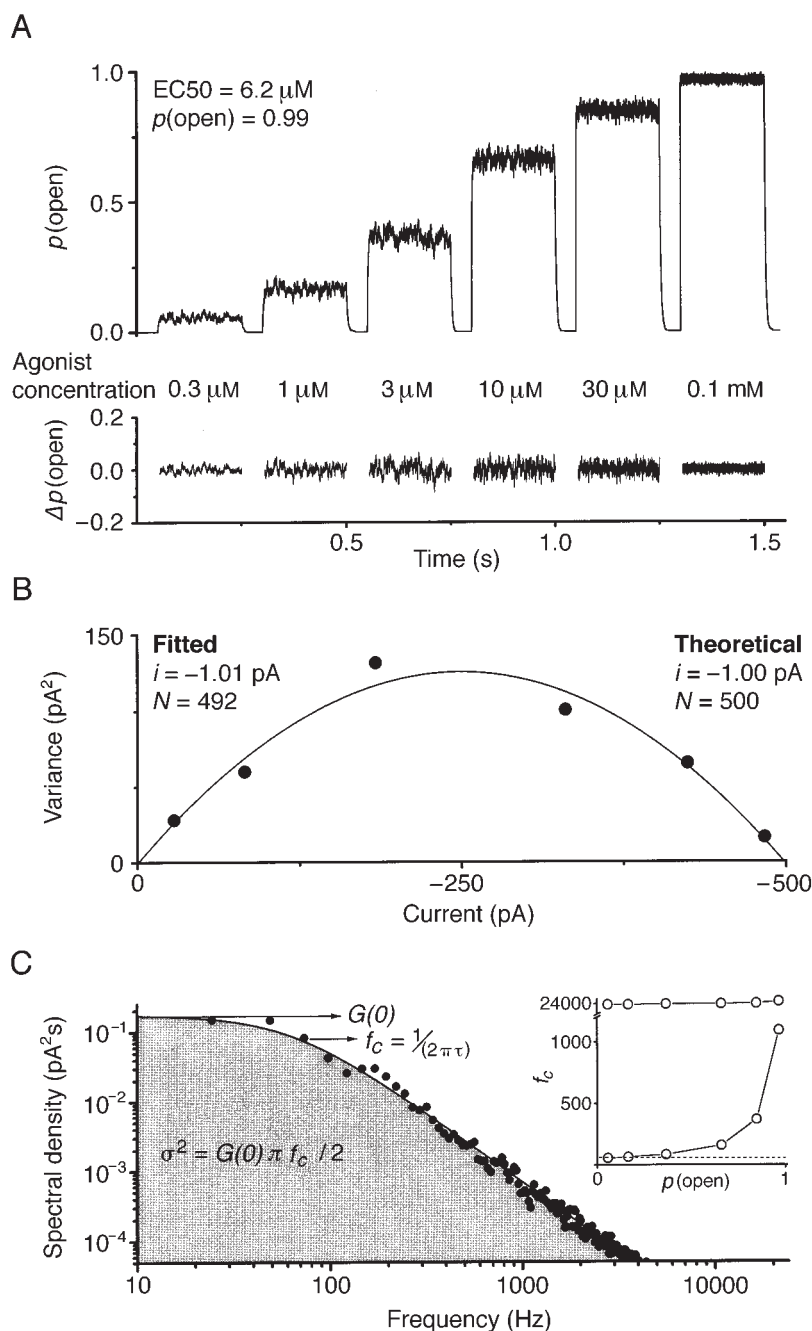 A
1.0
EC50 = 6.2 μM
p(open) = 0.99
p(open)
0.5
0.0
Agonist
concentration 0.3 μM 1 μM 3 μM 10 μM 30 μM 0.1 mM
0.2
Δp(open)
0.0
−0.2
0.5 1.0 1.5
Time (s)
B
150
Fitted
i = −1.01 pA
N = 492
Theoretical
i = −1.00 pA
N = 500
Variance (pA²)
0
0 −250 −500
Current (pA)
C
Spectral density (pA²s)
10⁻¹
10⁻²
10⁻³
10⁻⁴
G(0)
f_c = 1/(2πτ)
σ² = G(0) π f_c /2
24000
1000
f_c
500
0 p(open) 1
10 100 1000 10000
Frequency (Hz)